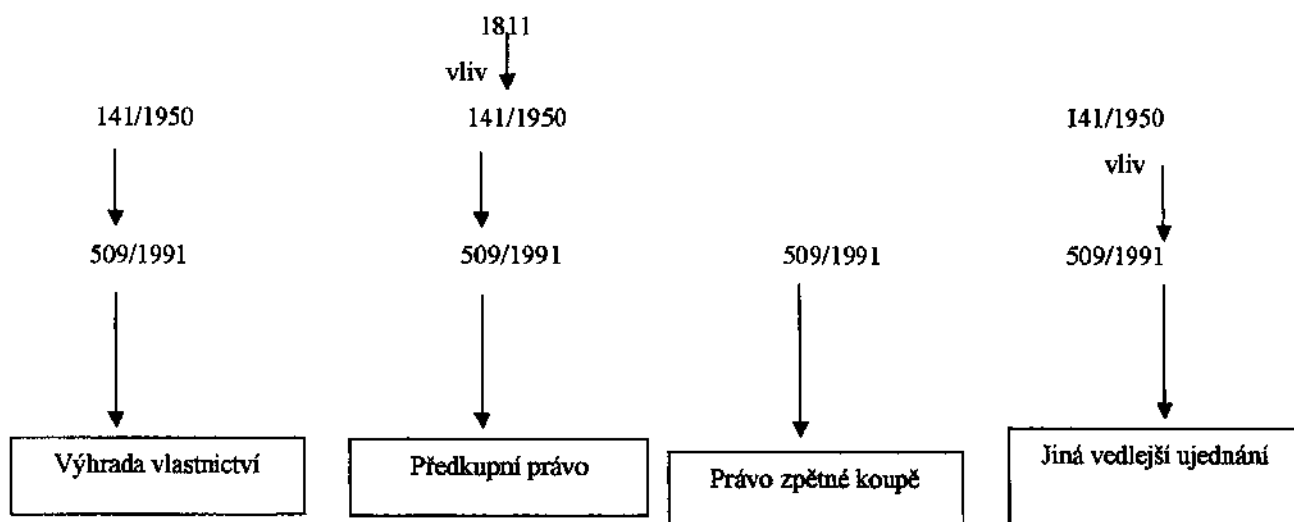 1811
vliv
141/1950 141/1950 141/1950
vliv
509/1991 509/1991 509/1991 509/1991
Výhrada vlastnictví Předkupní právo Právo zpětné koupě Jiná vedlejší ujednání